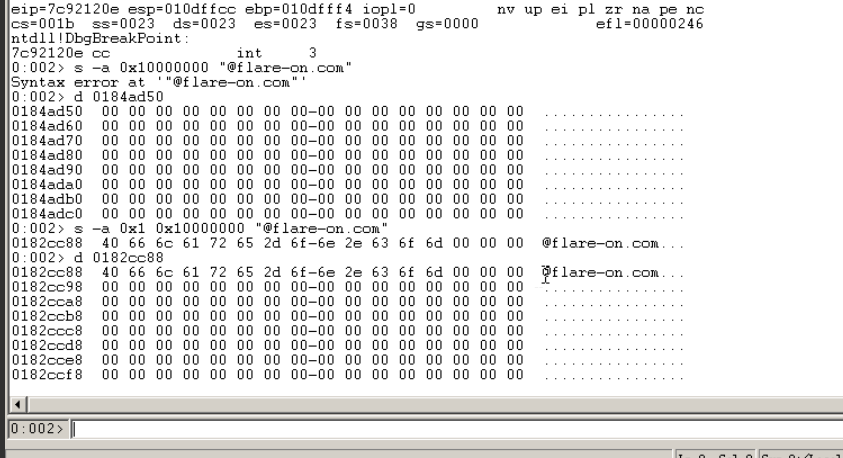 eip=7c92120e esp=010dffcc ebp=010dfff4 iopl=0 nv up ei pl zr na pe nc
cs=001b ss=0023 ds=0023 es=0023 fs=0038 gs=0000 efl=00000246
ntdll!DbgBreakPoint:
7c92120e cc int 3
0:002> s -a 0x10000000 "@flare-on.com"
Syntax error at '"@flare-on.com"'
0:002> d 0184ad50
0184ad50 00 00 00 00 00 00 00 00-00 00 00 00 00 00 00 00 ................
0184ad60 00 00 00 00 00 00 00 00-00 00 00 00 00 00 00 00 ................
0184ad70 00 00 00 00 00 00 00 00-00 00 00 00 00 00 00 00 ................
0184ad80 00 00 00 00 00 00 00 00-00 00 00 00 00 00 00 00 ................
0184ad90 00 00 00 00 00 00 00 00-00 00 00 00 00 00 00 00 ................
0184ada0 00 00 00 00 00 00 00 00-00 00 00 00 00 00 00 00 ................
0184adb0 00 00 00 00 00 00 00 00-00 00 00 00 00 00 00 00 ................
0184adc0 00 00 00 00 00 00 00 00-00 00 00 00 00 00 00 00 ................
0:002> s -a 0x1 0x10000000 "@flare-on.com"
0182cc88 40 66 6c 61 72 65 2d 6f-6e 2e 63 6f 6d 00 00 00 @flare-on.com...
0:002> d 0182cc88
0182cc88 40 66 6c 61 72 65 2d 6f-6e 2e 63 6f 6d 00 00 00 @flare-on.com...
0182cc98 00 00 00 00 00 00 00 00-00 00 00 00 00 00 00 00 ................
0182cca8 00 00 00 00 00 00 00 00-00 00 00 00 00 00 00 00 ................
0182ccb8 00 00 00 00 00 00 00 00-00 00 00 00 00 00 00 00 ................
0182ccc8 00 00 00 00 00 00 00 00-00 00 00 00 00 00 00 00 ................
0182ccd8 00 00 00 00 00 00 00 00-00 00 00 00 00 00 00 00 ................
0182cce8 00 00 00 00 00 00 00 00-00 00 00 00 00 00 00 00 ................
0182ccf8 00 00 00 00 00 00 00 00-00 00 00 00 00 00 00 00 ................
0:002>